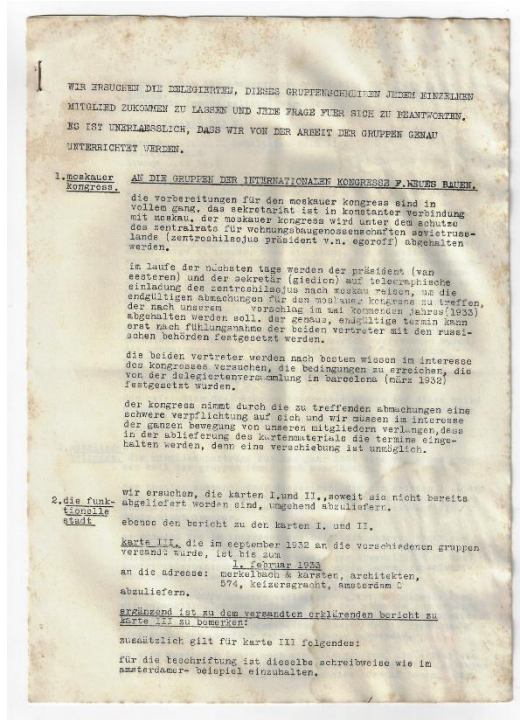 WIR ERSUCHEN DIE DELEGIERTEN, DIESES GRUPPENSCHREIBEN JEDEM EINZELNEN
MITGLIED ZUKOMMEN ZU LASSEN UND JEDE FRAGE FUER SICH ZU BEANTWORTEN.
ES IST UNERLAESSLICH, DASS WIR VON DER ARBEIT DER GRUPPEN GENAU
UNTERRICHTET WERDEN.
1.moskauer kongress.
AN DIE GRUPPEN DER INTERNATIONALEN KONGRESSE F.NEUES BAUEN.
die vorbereitungen für den moskauer kongress sind in
vollem gang. das sekretariat ist in konstanter verbindung
mit moskau. der moskauer kongress wird unter dem schutze
des zentralrats für wohnungsbaugenossenschaften sovietruss-
lands (zentroshilsojus präsident v.n. egoroff) abgehalten
werden.
im laufe der nächsten tage werden der präsident (van
eesteren) und der sekretär (giedion) auf telegraphische
einladung des zentroshilsojus nach moskau reisen, um die
endgültigen abmachungen für den moskauer kongress zu treffen,
der nach unserem vorschlag im mai kommenden jahres(1933)
abgehalten werden soll. der genaue, endgültige termin kann
erst nach fühlungsnahme der beiden vertreter mit den russi-
schen behörden festgesetzt werden.
die beiden vertreter werden nach bestem wissen im interesse
des kongresses versuchen, die bedingungen zu erreichen, die
von der delegiertenversammlung in barcelona (märz 1932)
festgesetzt wurden.
der kongress nimmt durch die zu treffenden abmachungen eine
schwere verpflichtung auf sich und wir müssen im interesse
der ganzen bewegung von unseren mitgliedern verlangen,dass
in der ablieferung des kartenmaterials die termine einge-
halten werden, denn eine verschiebung ist unmöglich.
2.die funk-
tionelle
stadt
wir ersuchen, die karten I.und II.,soweit sie nicht bereits
abgeliefert worden sind, umgehend abzuliefern.
ebenso den bericht zu den karten I. und II.
karte III. die im september 1932 an die verschiedenen gruppen
versandt wurde, ist bis zum
1. februar 1933
an die adresse: merkelbach & karsten, architekten,
574, keizersgracht, amsterdam C
abzuliefern.
ergänzend ist zu dem versandten erklärenden bericht zu
karte III zu bemerken:
zusätzlich gilt für karte III folgendes:
für die beschriftung ist dieselbe schreibweise wie im
amsterdamer- beispiel einzuhalten.